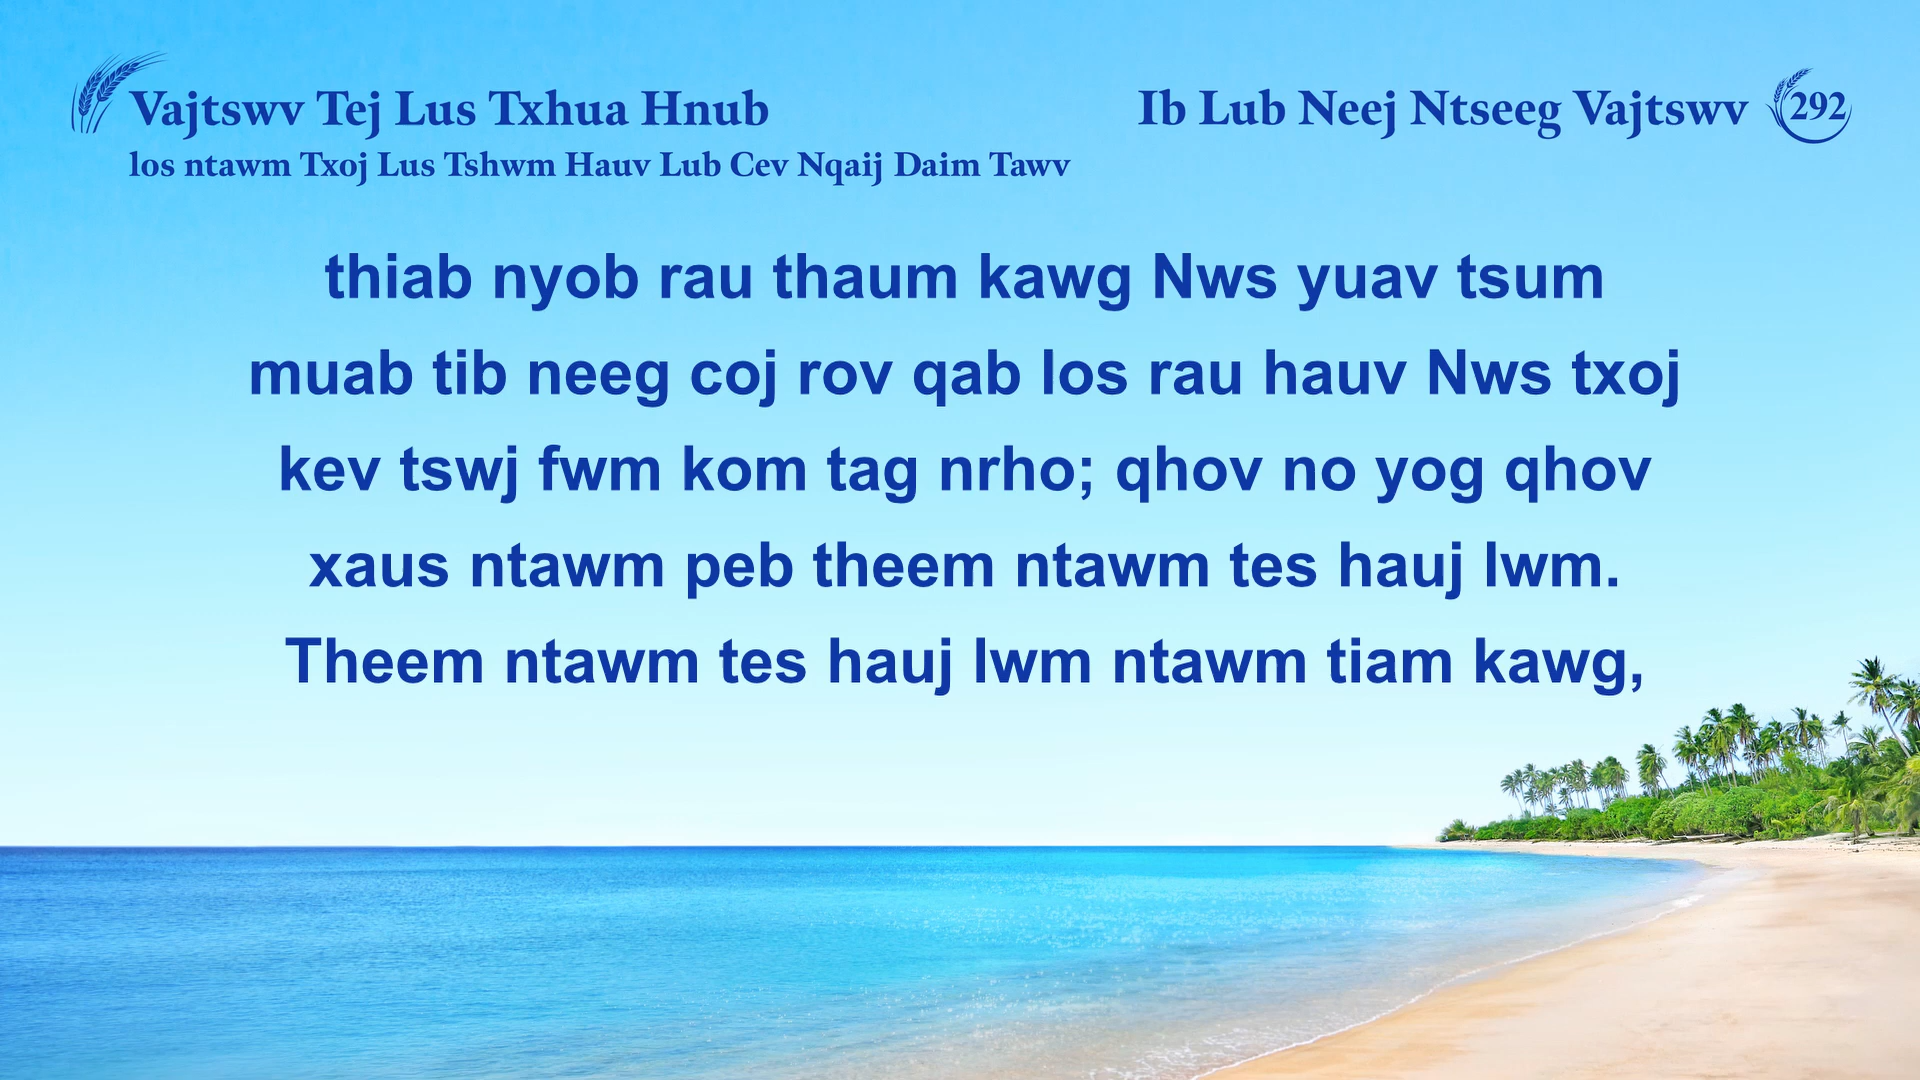 Vajtswv Tej Lus Txhua Hnub
los ntawm Txoj Lus Tshwm Hauv Lub Cev Nqaij Daim Tawv
Ib Lub Neej Ntseeg Vajtswv 292
thiab nyob rau thaum kawg Nws yuav tsum
muab tib neeg coj rov qab los rau hauv Nws txoj
kev tswj fwm kom tag nrho; qhov no yog qhov
xaus ntawm peb theem ntawm tes hauj lwm.
Theem ntawm tes hauj lwm ntawm tiam kawg,